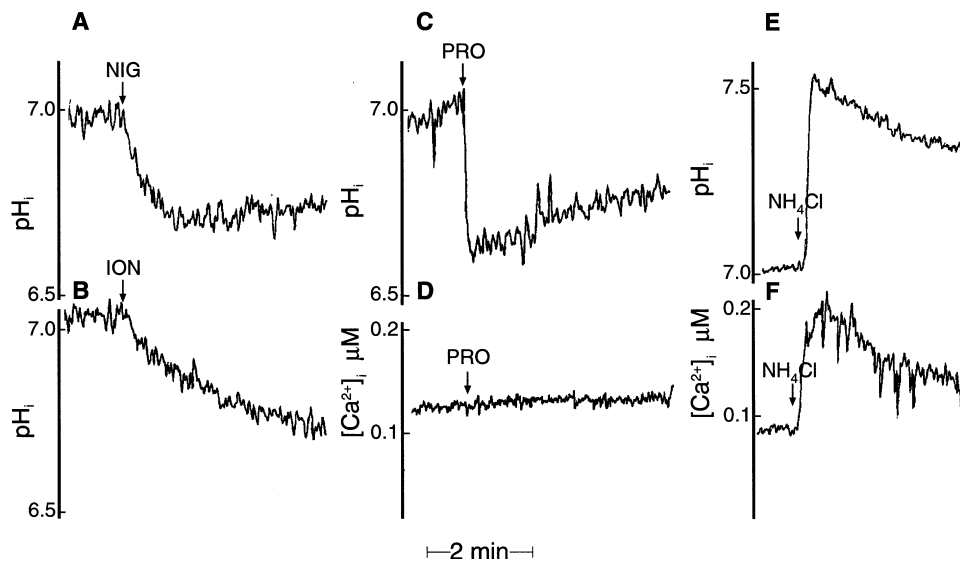 A
NIG
7.0
pHᵢ
6.5
B
ION
7.0
pHᵢ
6.5
C
PRO
7.0
pHᵢ
6.5
D
0.2
PRO
[Ca²⁺]ᵢ μM
0.1
2 min
E
7.5
pHᵢ
NH₄Cl
7.0
F
0.2
[Ca²⁺]ᵢ μM
NH₄Cl
0.1